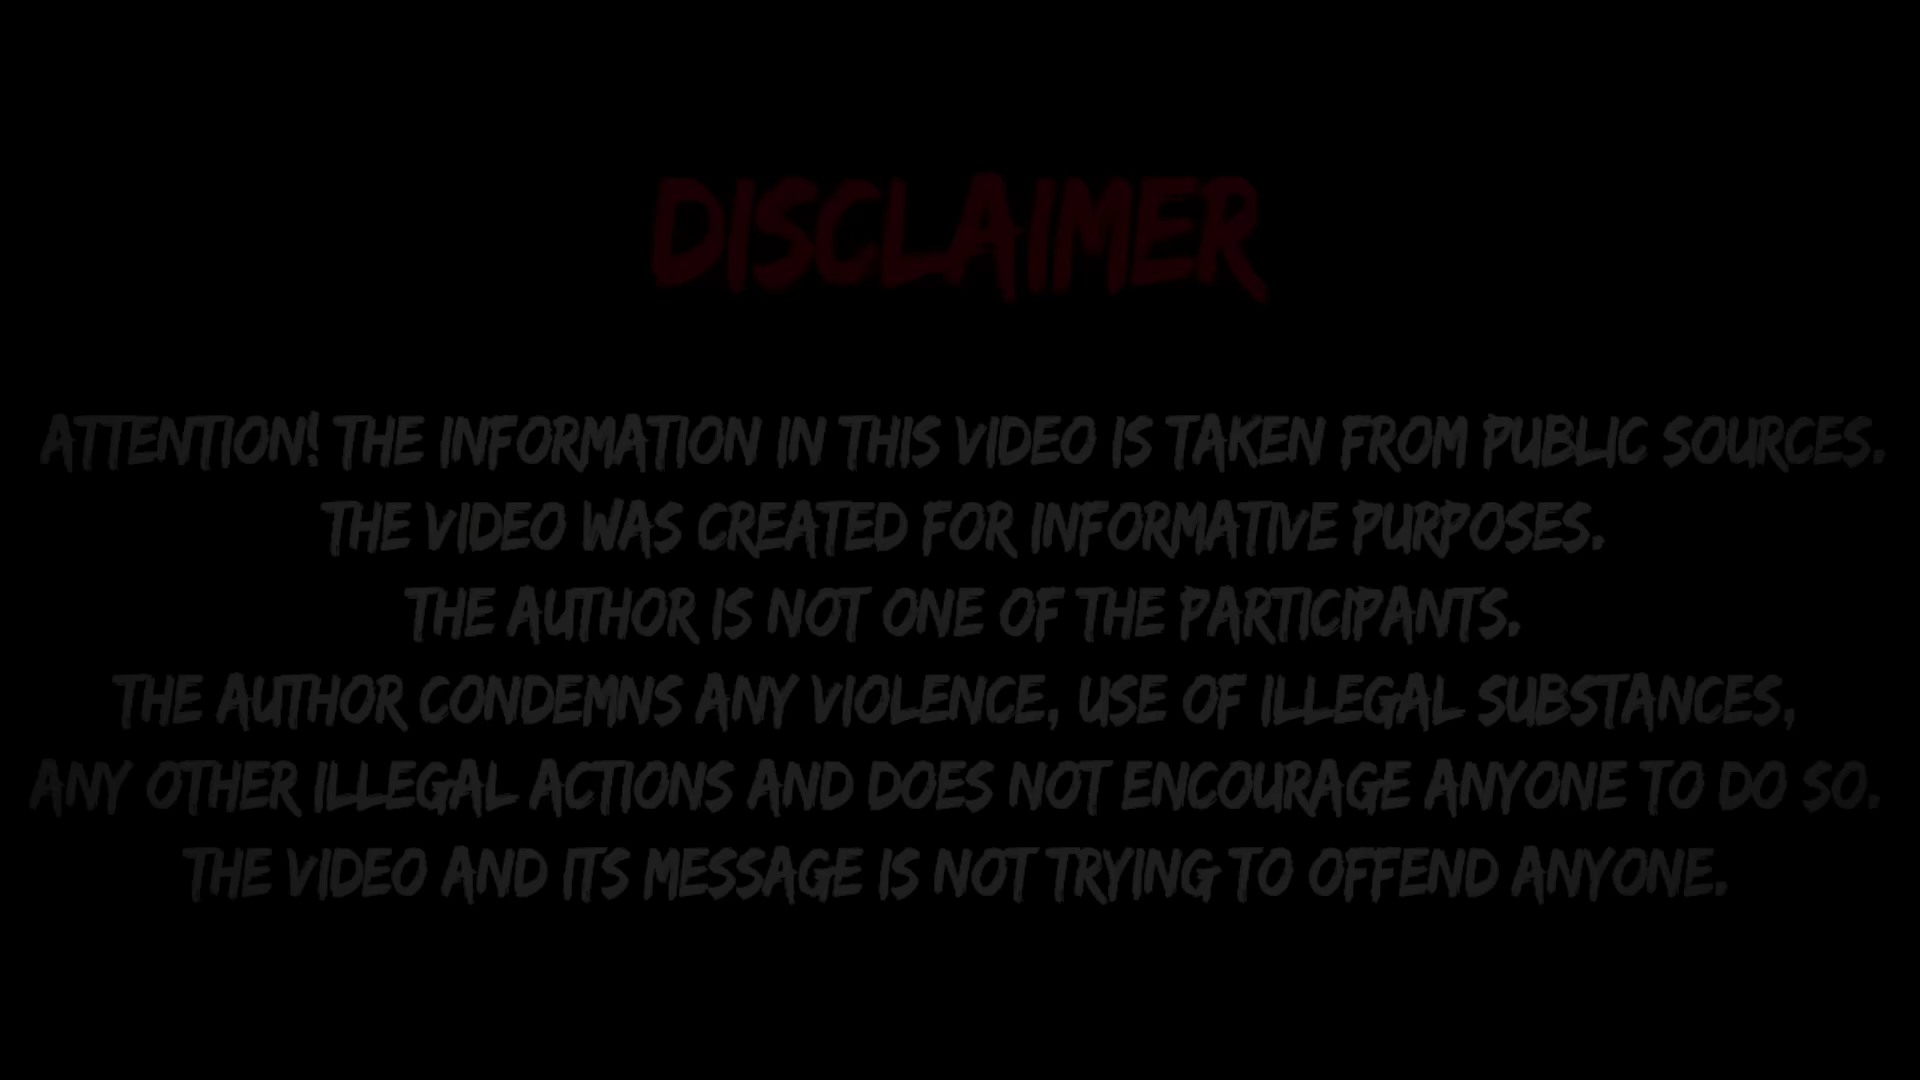 DISCLAIMER
ATTENTION! THE INFORMATION IN THIS VIDEO IS TAKEN FROM PUBLIC SOURCES.
THE VIDEO WAS CREATED FOR INFORMATIVE PURPOSES.
THE AUTHOR IS NOT ONE OF THE PARTICIPANTS.
THE AUTHOR CONDEMNS ANY VIOLENCE, USE OF ILLEGAL SUBSTANCES,
ANY OTHER ILLEGAL ACTIONS AND DOES NOT ENCOURAGE ANYONE TO DO SO.
THE VIDEO AND ITS MESSAGE IS NOT TRYING TO OFFEND ANYONE.